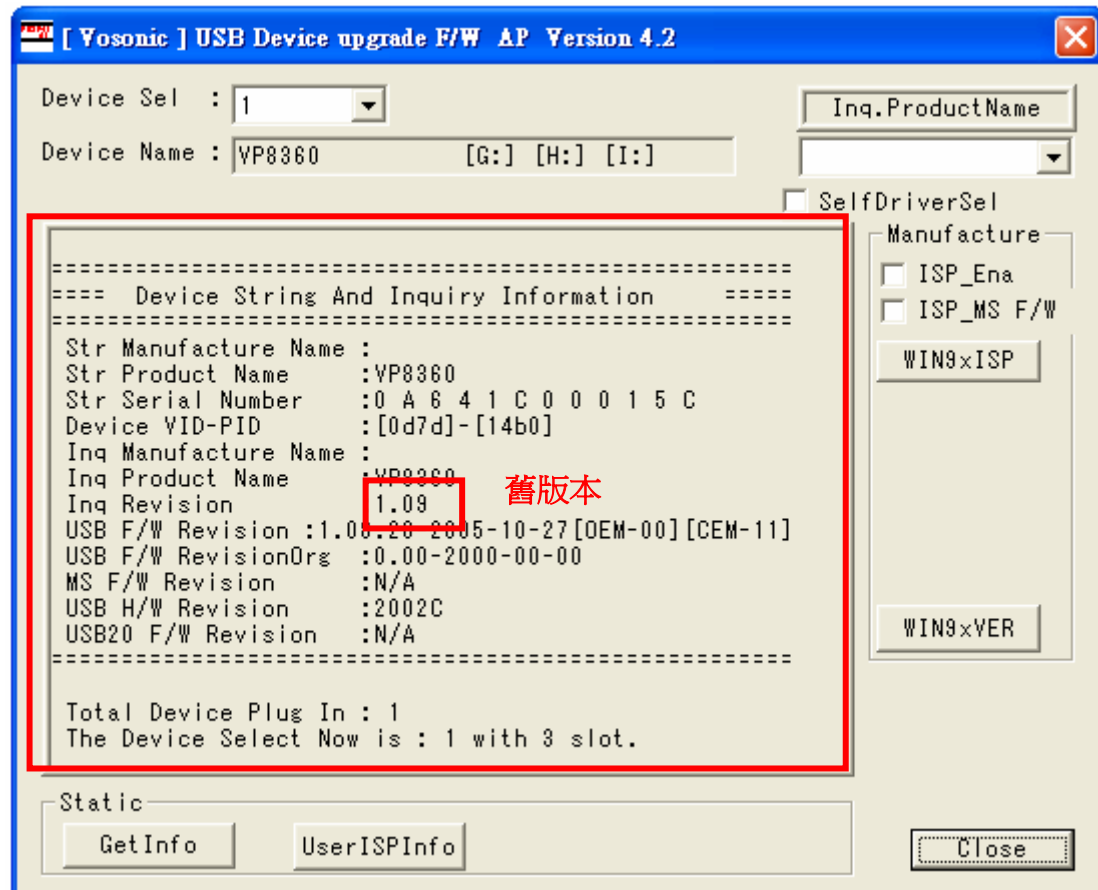 [ Vosonic ] USB Device upgrade F/W AP Version 4.2
Device Sel : 1
Inq.ProductName
Device Name : VP8360 [G:] [H:] [I:]
SelfDriverSel
Manufacture
ISP_Ena
ISP_MS F/W
WIN9xISP
WIN9xVER
=====================================================
==== Device String And Inquiry Information =====
=====================================================
Str Manufacture Name :
Str Product Name :VP8360
Str Serial Number :0 A 6 4 1 C 0 0 0 1 5 C
Device VID-PID :[0d7d]-[14b0]
Inq Manufacture Name :
Inq Product Name :VP8360
Inq Revision 1.09
舊版本
USB F/W Revision :1.09.20-2005-10-27[OEM-00][CEM-11]
USB F/W RevisionOrg :0.00-2000-00-00
MS F/W Revision :N/A
USB H/W Revision :2002C
USB20 F/W Revision :N/A
=====================================================
Total Device Plug In : 1
The Device Select Now is : 1 with 3 slot.
Static
GetInfo
UserISPInfo
Close